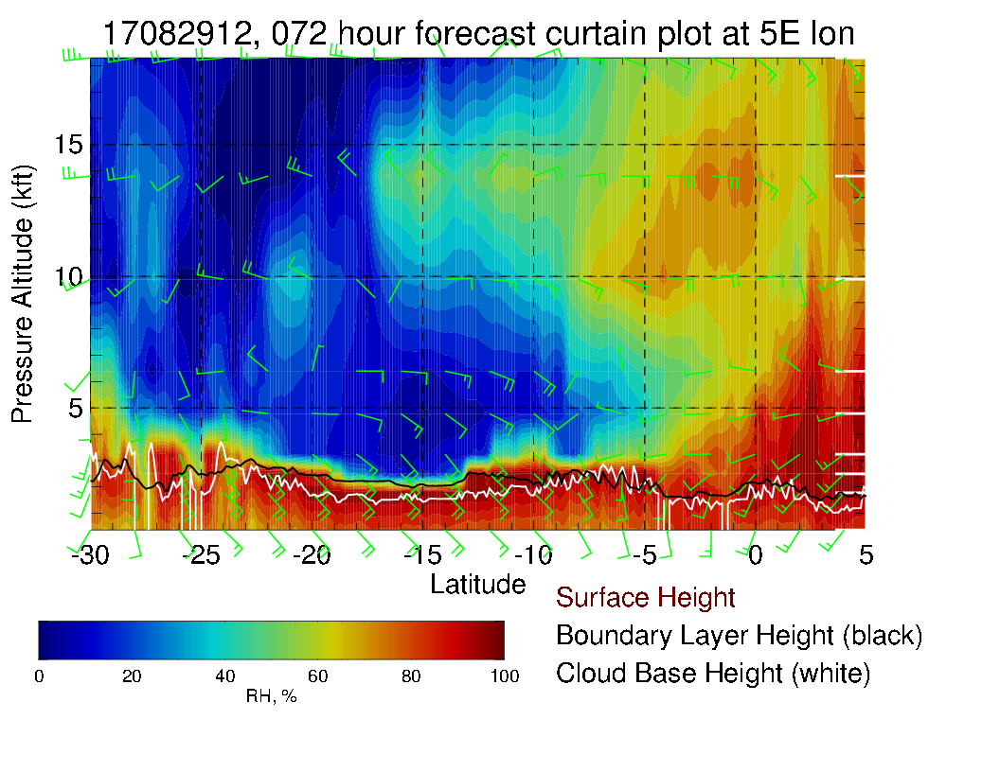 17082912, 072 hour forecast curtain plot at 5E lon
Pressure Altitude (kft)
15
10
5
-30 -25 -20 -15 -10 -5 0 5
Latitude
Surface Height
Boundary Layer Height (black)
Cloud Base Height (white)
0 20 40 60 80 100
RH, %